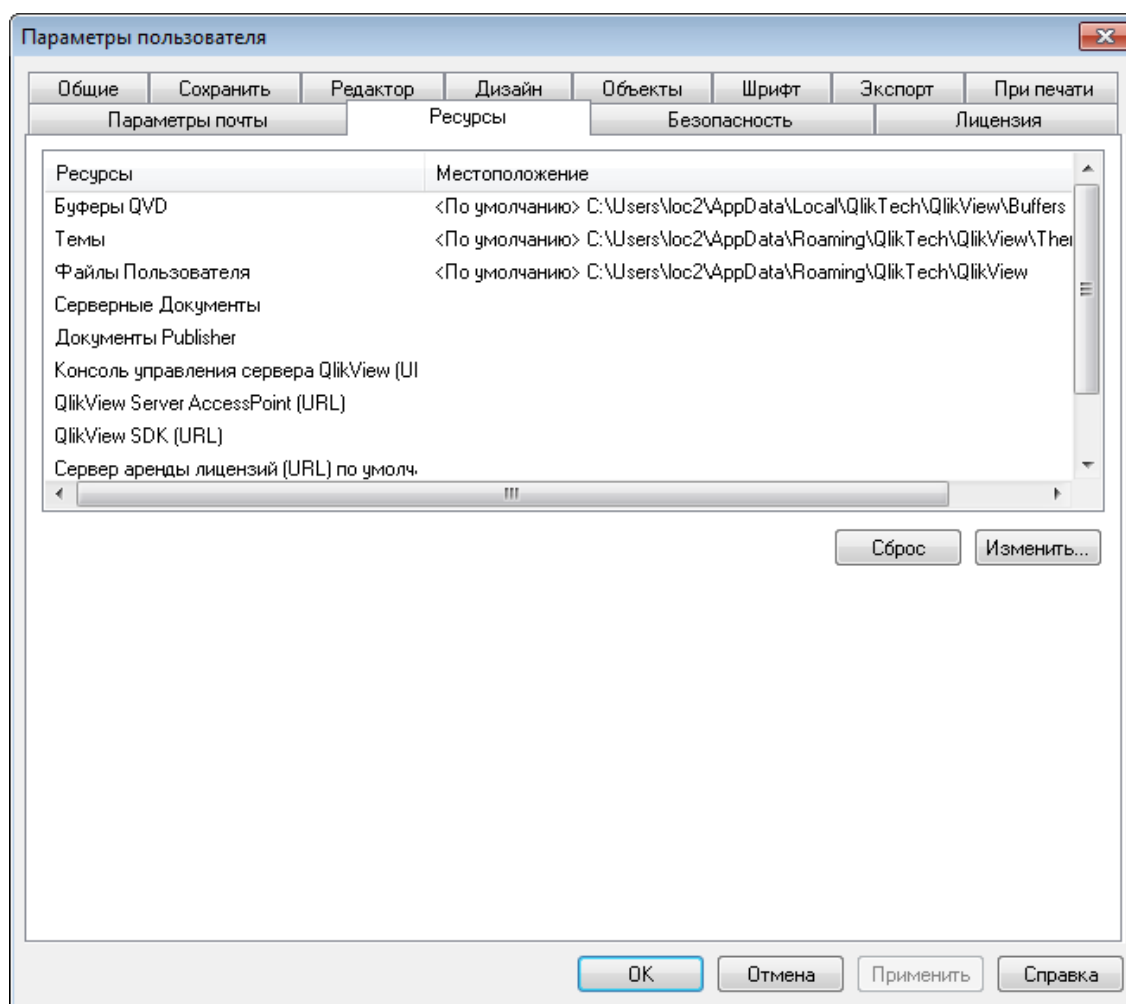 Параметры пользователя
Общие Сохранить Редактор Дизайн Объекты Шрифт Экспорт При печати
Параметры почты Ресурсы Безопасность Лицензия
Ресурсы Местоположение
Буферы QVD <По умолчанию> C:\Users\loc2\AppData\Local\QlikTech\QlikView\Buffers
Темы <По умолчанию> C:\Users\loc2\AppData\Roaming\QlikTech\QlikView\The
Файлы Пользователя <По умолчанию> C:\Users\loc2\AppData\Roaming\QlikTech\QlikView
Серверные Документы
Документы Publisher
Консоль управления сервера QlikView (UI
QlikView Server AccessPoint (URL)
QlikView SDK (URL)
Сервер аренды лицензий (URL) по умолч
Сброс Изменить...
OK Отмена Применить Справка